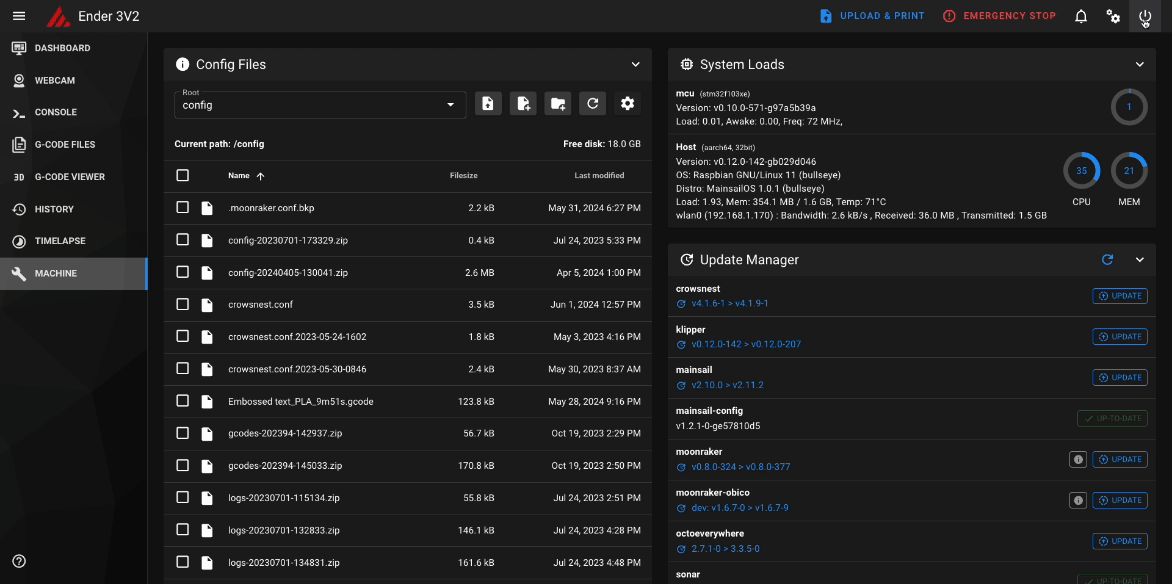 Ender 3V2
UPLOAD & PRINT
EMERGENCY STOP
DASHBOARD
WEBCAM
CONSOLE
G-CODE FILES
3D G-CODE VIEWER
HISTORY
TIMELAPSE
MACHINE
Config Files
Root
config
Current path: /config
Free disk: 18.0 GB
Name Filesize Last modified
.moonraker.conf.bkp 2.2 kB May 31, 2024 6:27 PM
config-20230701-173329.zip 0.4 kB Jul 24, 2023 5:33 PM
config-20240405-130041.zip 2.6 MB Apr 5, 2024 1:00 PM
crowsnest.conf 3.5 kB Jun 1, 2024 12:57 PM
crowsnest.conf.2023-05-24-1602 1.8 kB May 3, 2023 4:16 PM
crowsnest.conf.2023-05-30-0846 2.4 kB May 30, 2023 8:37 AM
Embossed text_PLA_9m51s.gcode 123.8 kB May 28, 2024 9:16 PM
gcodes-202394-142937.zip 56.7 kB Oct 19, 2023 2:29 PM
gcodes-202394-145033.zip 170.8 kB Oct 19, 2023 2:50 PM
logs-20230701-115134.zip 55.8 kB Jul 24, 2023 2:51 PM
logs-20230701-132833.zip 146.1 kB Jul 24, 2023 4:28 PM
logs-20230701-134831.zip 161.6 kB Jul 24, 2023 4:48 PM
System Loads
mcu (stm32f103xe)
Version: v0.10.0-571-g97a5b39a
Load: 0.01, Awake: 0.00, Freq: 72 MHz,
1
Host (aarch64, 32bit)
Version: v0.12.0-142-gb029d046
OS: Raspbian GNU/Linux 11 (bullseye)
Distro: MainsailOS 1.0.1 (bullseye)
Load: 1.93, Mem: 354.1 MB / 1.6 GB, Temp: 71°C
wlan0 (192.168.1.170) : Bandwidth: 2.6 kB/s , Received: 36.0 MB , Transmitted: 1.5 GB
35 21
CPU MEM
Update Manager
crowsnest
v4.1.6-1 > v4.1.9-1
UPDATE
klipper
v0.12.0-142 > v0.12.0-207
UPDATE
mainsail
v2.10.0 > v2.11.2
UPDATE
mainsail-config
v1.2.1-0-ge57810d5
UP-TO-DATE
moonraker
v0.8.0-324 > v0.8.0-377
UPDATE
moonraker-obico
dev: v1.6.7-0 > v1.6.7-9
UPDATE
octoeverywhere
2.7.1-0 > 3.3.5-0
UPDATE
sonar
UP-TO-DATE